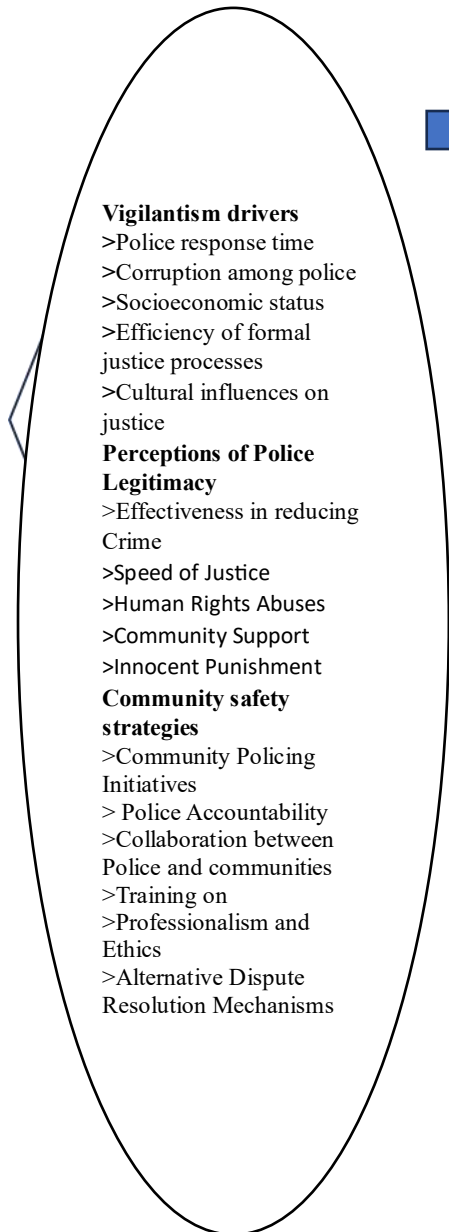 Vigilantism drivers
>Police response time
>Corruption among police
>Socioeconomic status
>Efficiency of formal
justice processes
>Cultural influences on
justice
Perceptions of Police
Legitimacy
>Effectiveness in reducing
Crime
>Speed of Justice
>Human Rights Abuses
>Community Support
>Innocent Punishment
Community safety
strategies
>Community Policing
Initiatives
> Police Accountability
>Collaboration between
Police and communities
>Training on
>Professionalism and
Ethics
>Alternative Dispute
Resolution Mechanisms